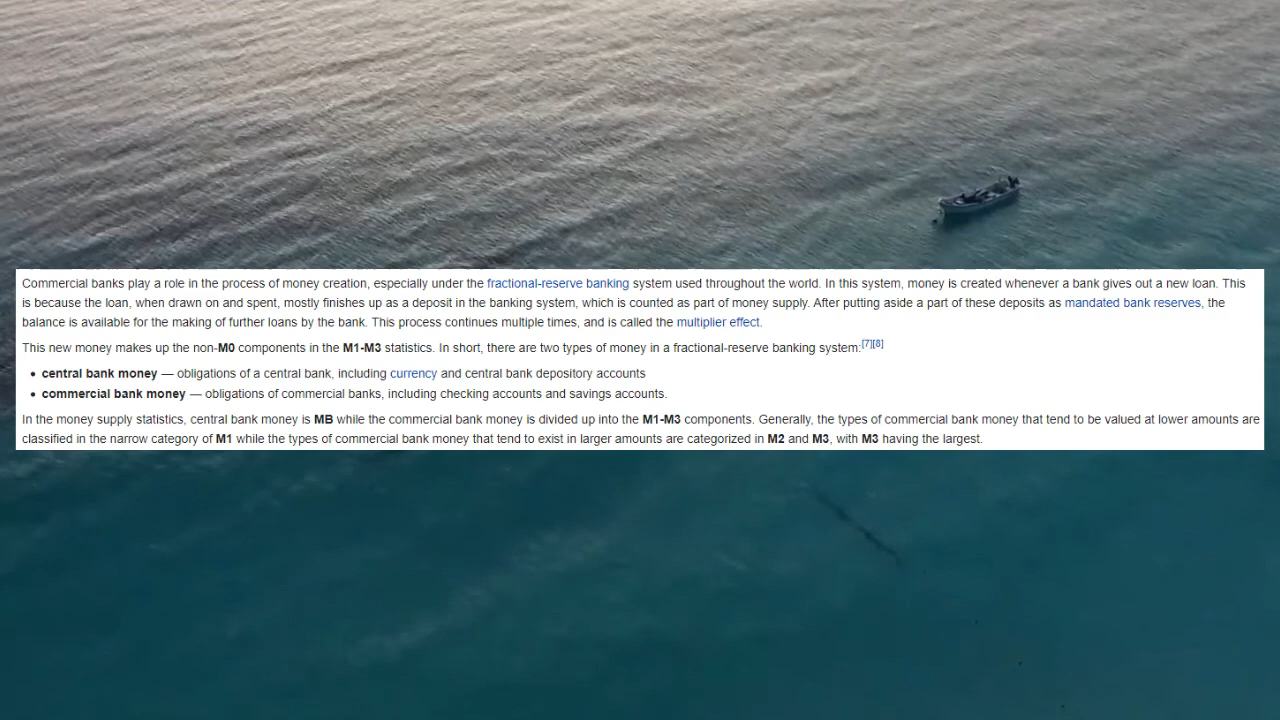 Commercial banks play a role in the process of money creation, especially under the fractional-reserve banking system used throughout the world. In this system, money is created whenever a bank gives out a new loan. This
is because the loan, when drawn on and spent, mostly finishes up as a deposit in the banking system, which is counted as part of money supply. After putting aside a part of these deposits as mandated bank reserves, the
balance is available for the making of further loans by the bank. This process continues multiple times, and is called the multiplier effect.
This new money makes up the non-M0 components in the M1-M3 statistics. In short, there are two types of money in a fractional-reserve banking system:[7][8]
• central bank money — obligations of a central bank, including currency and central bank depository accounts
• commercial bank money — obligations of commercial banks, including checking accounts and savings accounts.
In the money supply statistics, central bank money is MB while the commercial bank money is divided up into the M1-M3 components. Generally, the types of commercial bank money that tend to be valued at lower amounts are
classified in the narrow category of M1 while the types of commercial bank money that tend to exist in larger amounts are categorized in M2 and M3, with M3 having the largest.